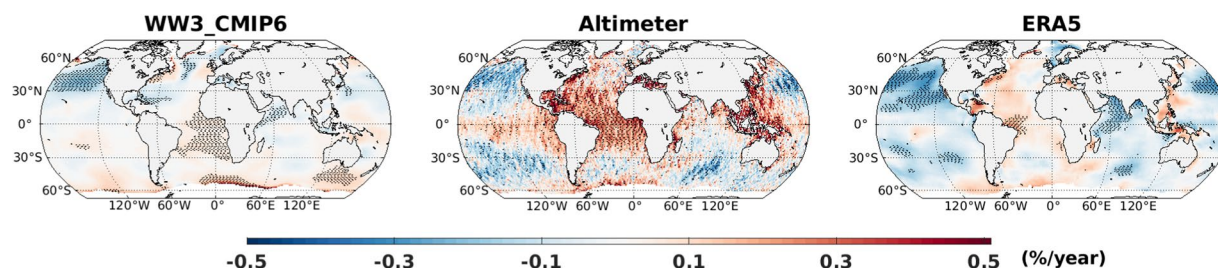 WW3_CMIP6 Altimeter ERA5
60°N 60°N 60°N
30°N 30°N 30°N
0° 0° 0°
30°S 30°S 30°S
60°S 60°S 60°S
120°W 60°W 0° 60°E 120°E 120°W 60°W 0° 60°E 120°E 120°W 60°W 0° 60°E 120°E
-0.5 -0.3 -0.1 0.1 0.3 0.5 (%/year)